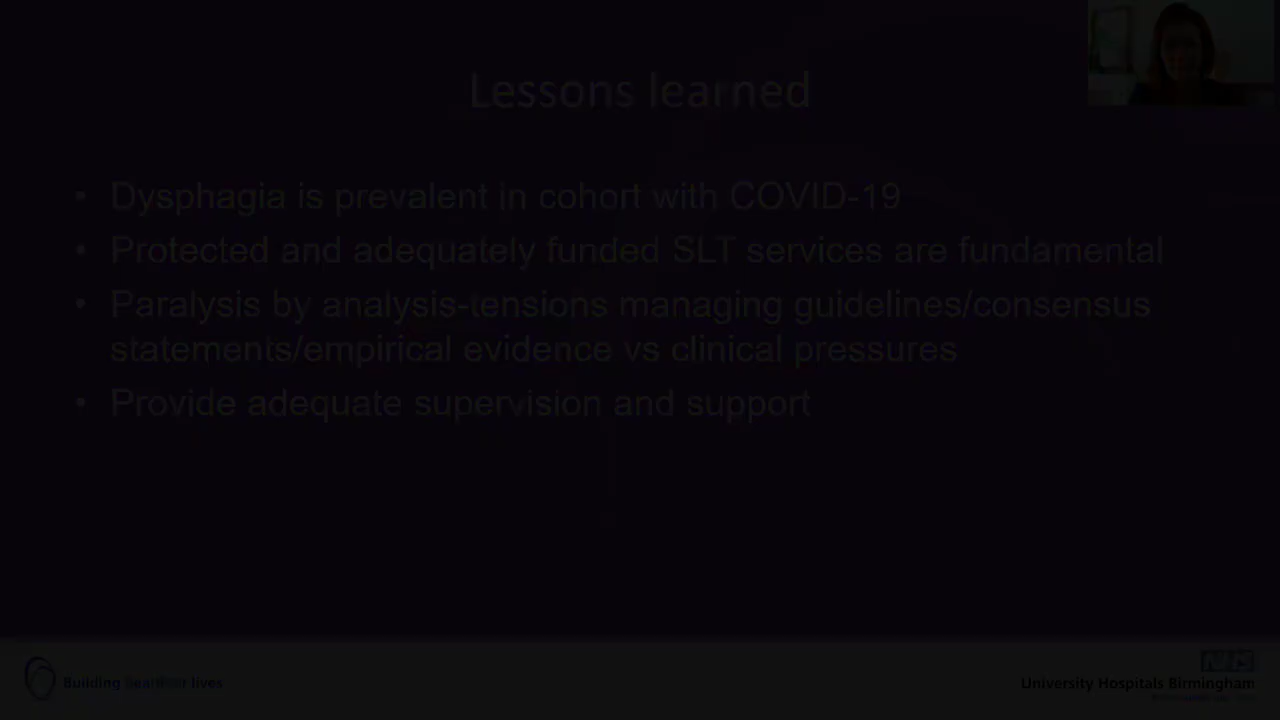 Lessons learned
• Dysphagia is prevalent in cohort with COVID-19
• Protected and adequately funded SLT services are fundamental
• Paralysis by analysis-tensions managing guidelines/consensus
statements/empirical evidence vs clinical pressures
• Provide adequate supervision and support
Building healthier lives
NHS
University Hospitals Birmingham